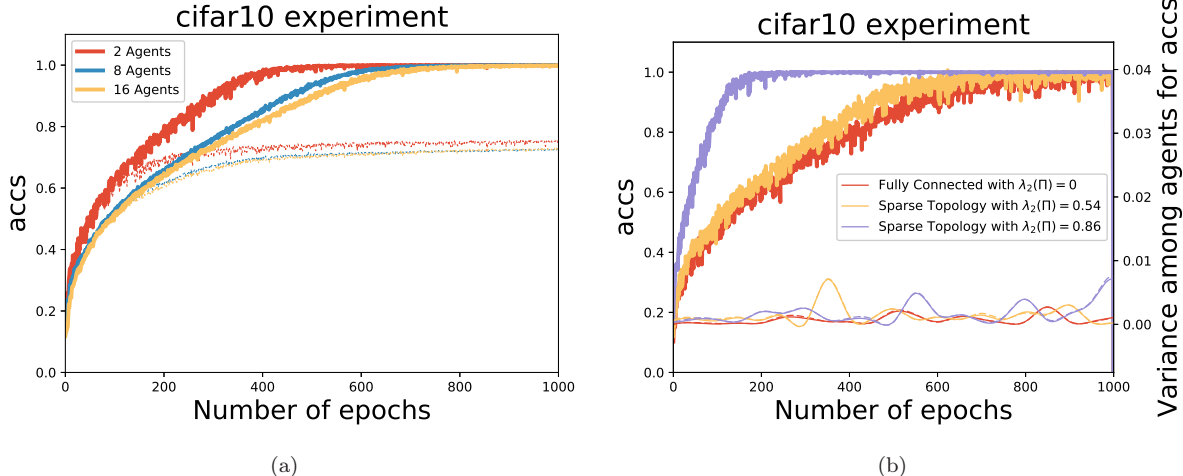 cifar10 experiment
accs
1.0
0.8
0.6
0.4
0.2
0.0
2 Agents
8 Agents
16 Agents
0
200
400
600
800
1000
Number of epochs
(a)
cifar10 experiment
accs
1.0
0.8
0.6
0.4
0.2
0.0
Fully Connected with λ₂(Π) = 0
Sparse Topology with λ₂(Π) = 0.54
Sparse Topology with λ₂(Π) = 0.86
0.04
0.03
0.02
0.01
0.00
Variance among agents for accs
0
200
400
600
800
1000
Number of epochs
(b)